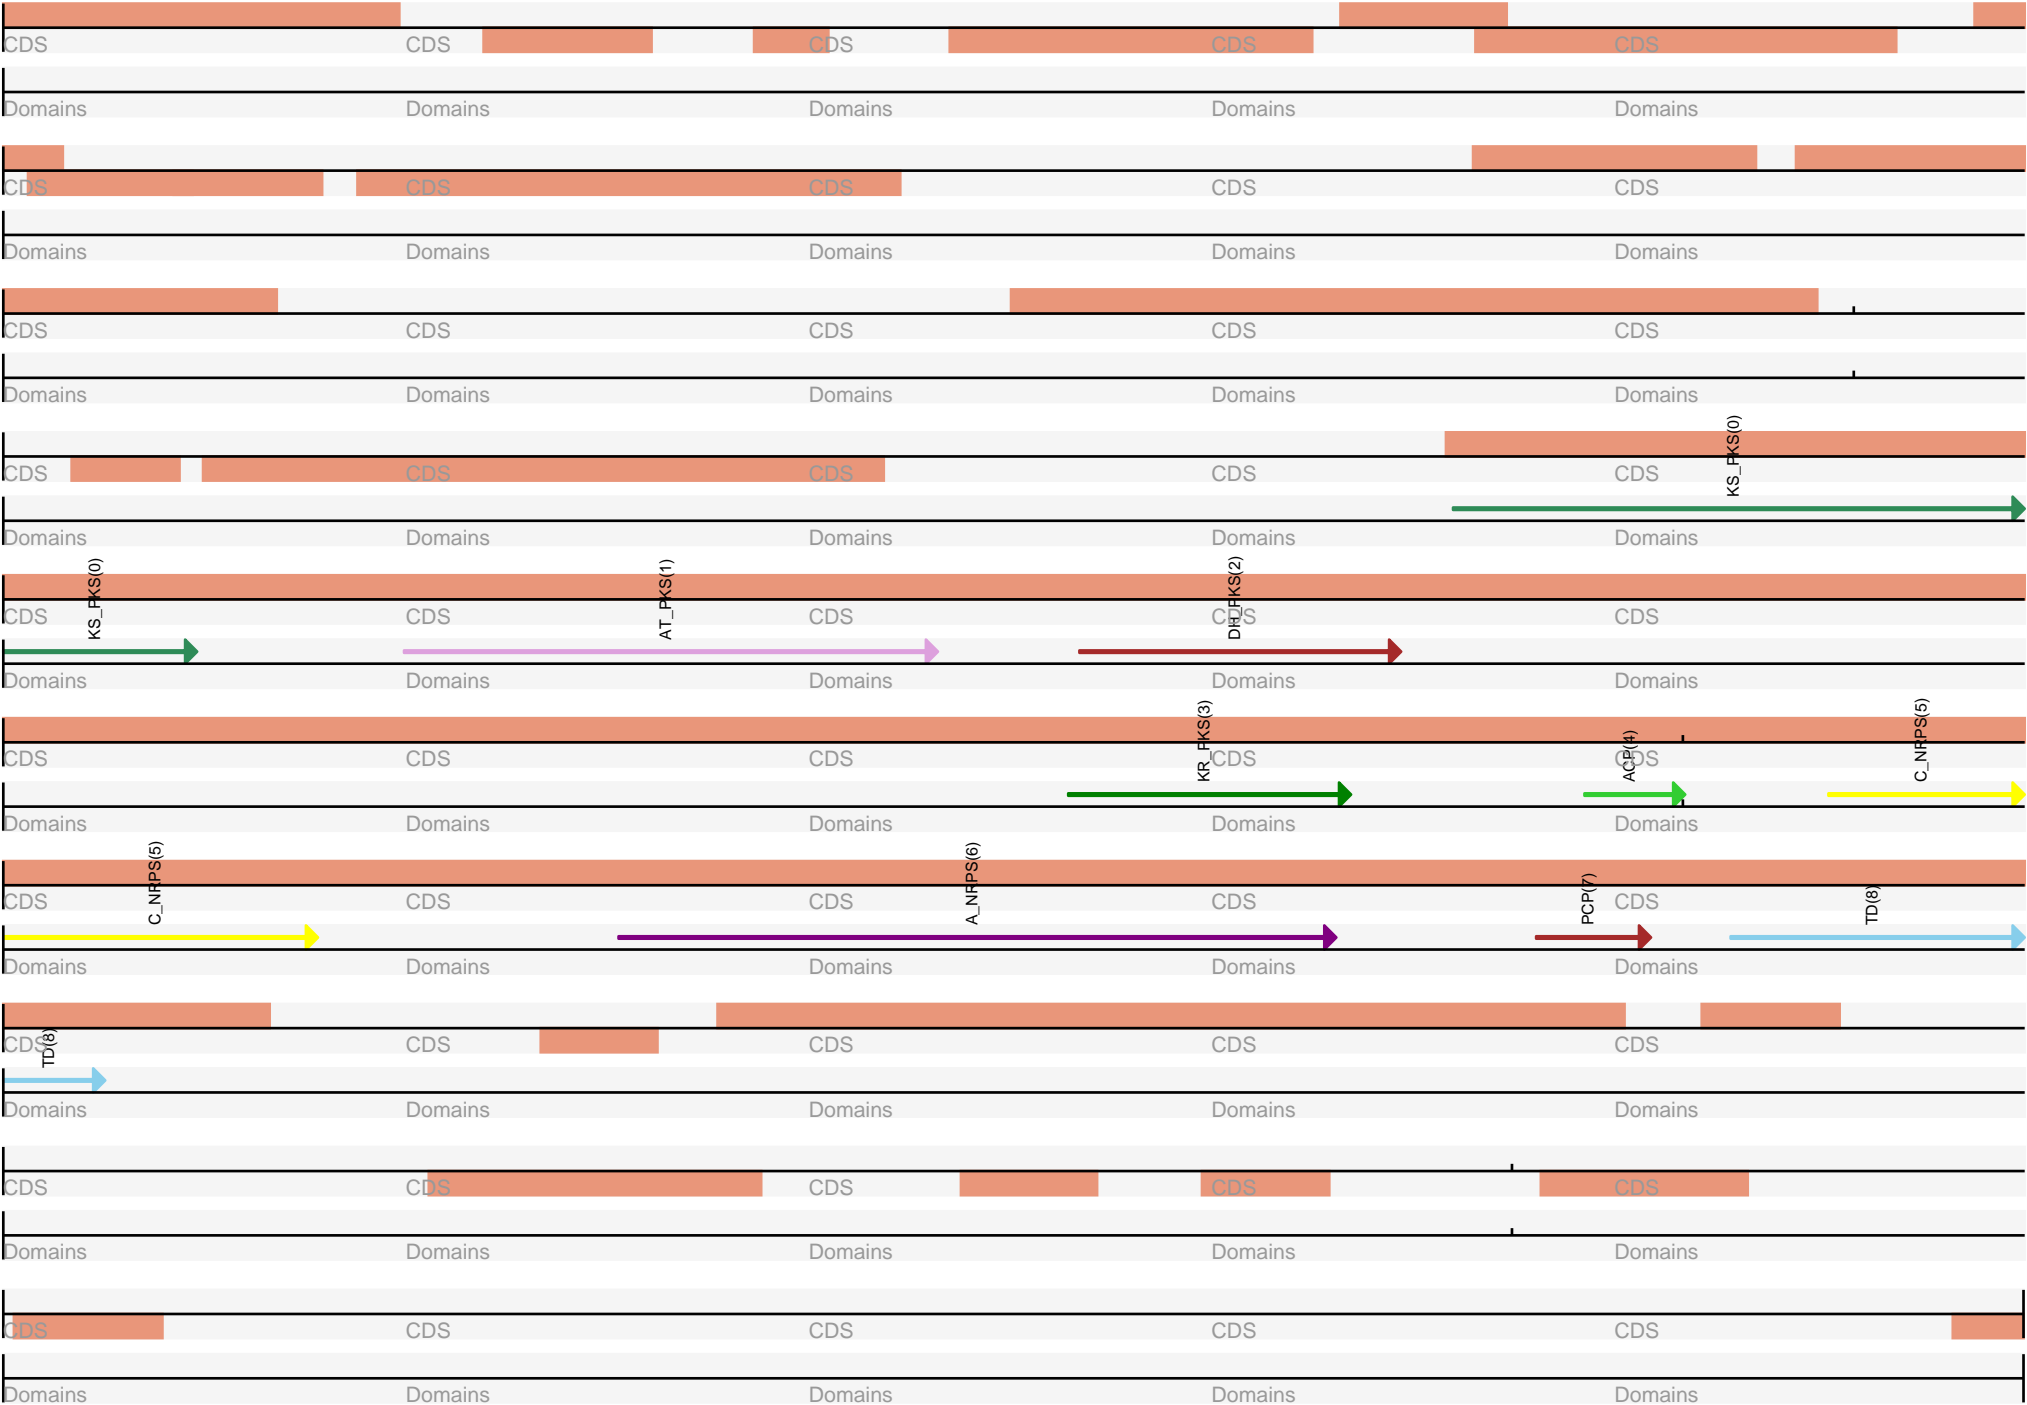 CDS CDS CDS CDS CDS
Domains Domains Domains Domains Domains
CDS CDS CDS CDS CDS
Domains Domains Domains Domains Domains
CDS CDS CDS CDS CDS
Domains Domains Domains Domains Domains
KS_PKS(0)
CDS CDS CDS CDS CDS
Domains Domains Domains Domains Domains
KS_PKS(0) AT_PKS(1) DH_PKS(2)
CDS CDS CDS CDS CDS
Domains Domains Domains Domains Domains
KR_PKS(3) ACP(4) C_NRPS(5)
CDS CDS CDS CDS CDS
Domains Domains Domains Domains Domains
C_NRPS(5) A_NRPS(6) PCP(7) TD(8)
CDS CDS CDS CDS CDS
Domains Domains Domains Domains Domains
TD(8)
CDS CDS CDS CDS CDS
Domains Domains Domains Domains Domains
CDS CDS CDS CDS CDS
Domains Domains Domains Domains Domains
CDS CDS CDS CDS CDS
Domains Domains Domains Domains Domains